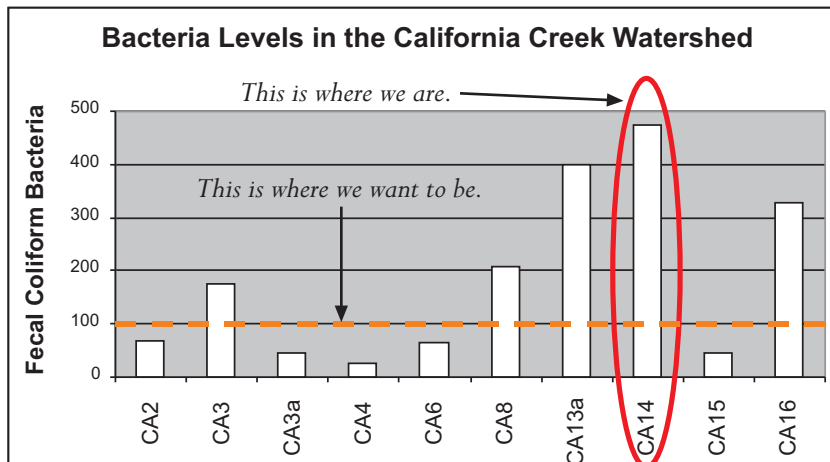 Bacteria Levels in the California Creek Watershed
This is where we are.
This is where we want to be.
Fecal Coliform Bacteria
500
400
300
200
100
0
CA2
CA3
CA3a
CA4
CA6
CA8
CA13a
CA14
CA15
CA16